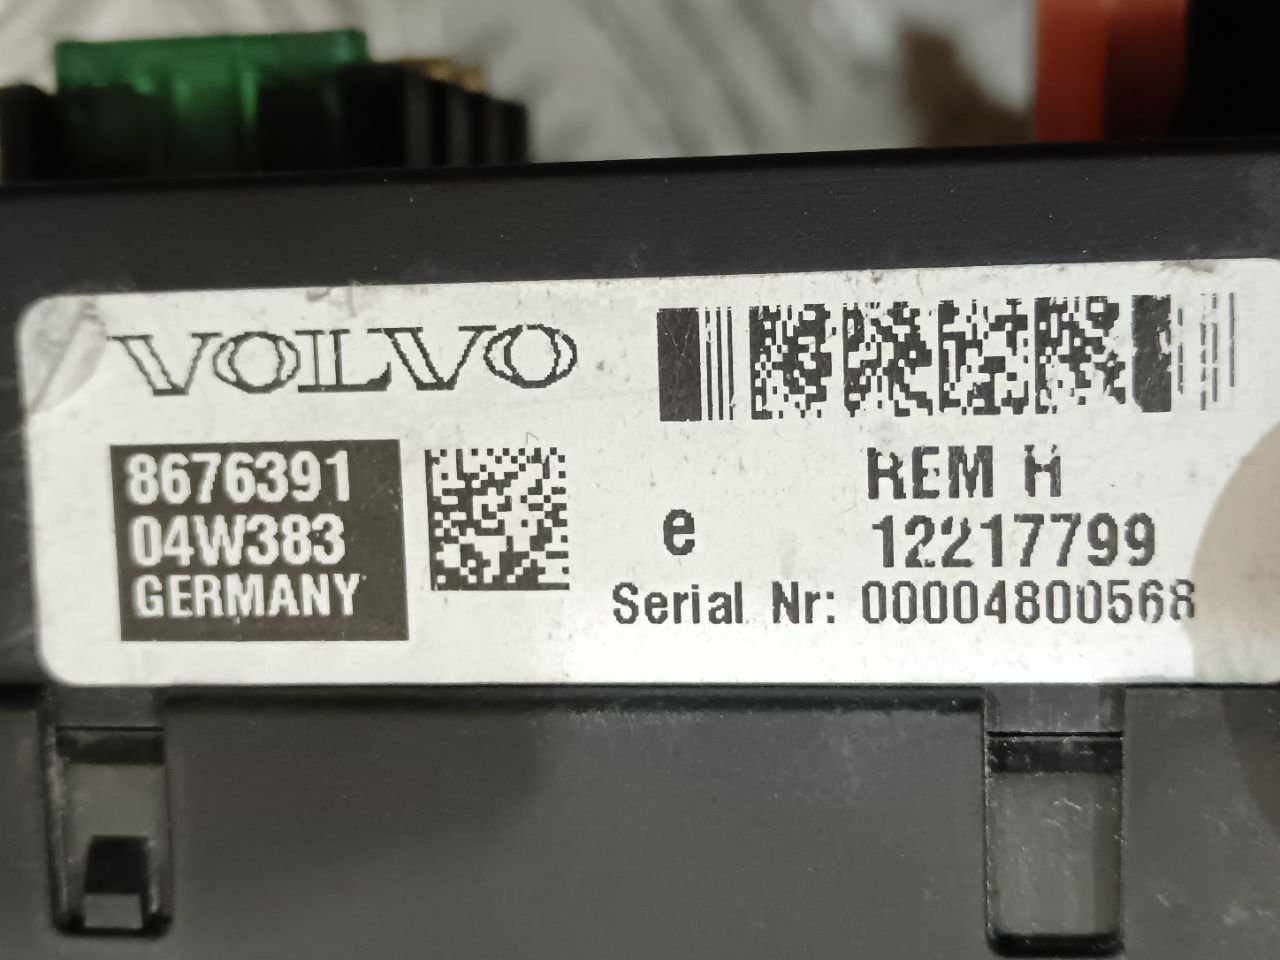 VOLVO
8676391
04W383
GERMANY
REM H
e
12217799
Serial Nr: 00004800568